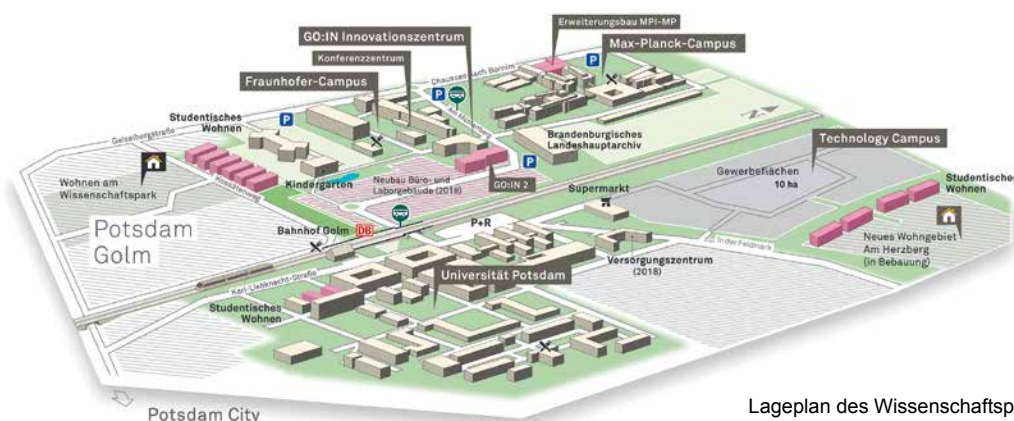 Erweiterungsbau MPI-MP
GO:IN Innovationszentrum
Max-Planck-Campus
Konferenzzentrum
Fraunhofer-Campus
Chaussee nach Bornim
P
P
P
P
Am Mühlenberg
Studentisches
Wohnen
Geiselbergstraße
Brandenburgisches
Landeshauptarchiv
N
Technology Campus
Wohnen am
Wissenschaftspark
Kossätenweg
Kindergarten
Neubau Büro- und
Laborgebäude (2018)
GO:IN 2
Supermarkt
Gewerbeflächen
10 ha
Studentisches
Wohnen
Potsdam
Golm
Bahnhof Golm DB
P+R
In der Feldmark
Neues Wohngebiet
Am Herzberg
(in Bebauung)
Versorgungszentrum
(2018)
Karl-Liebknecht-Straße
Universität Potsdam
Studentisches
Wohnen
Potsdam City
Lageplan des Wissenschaftsp